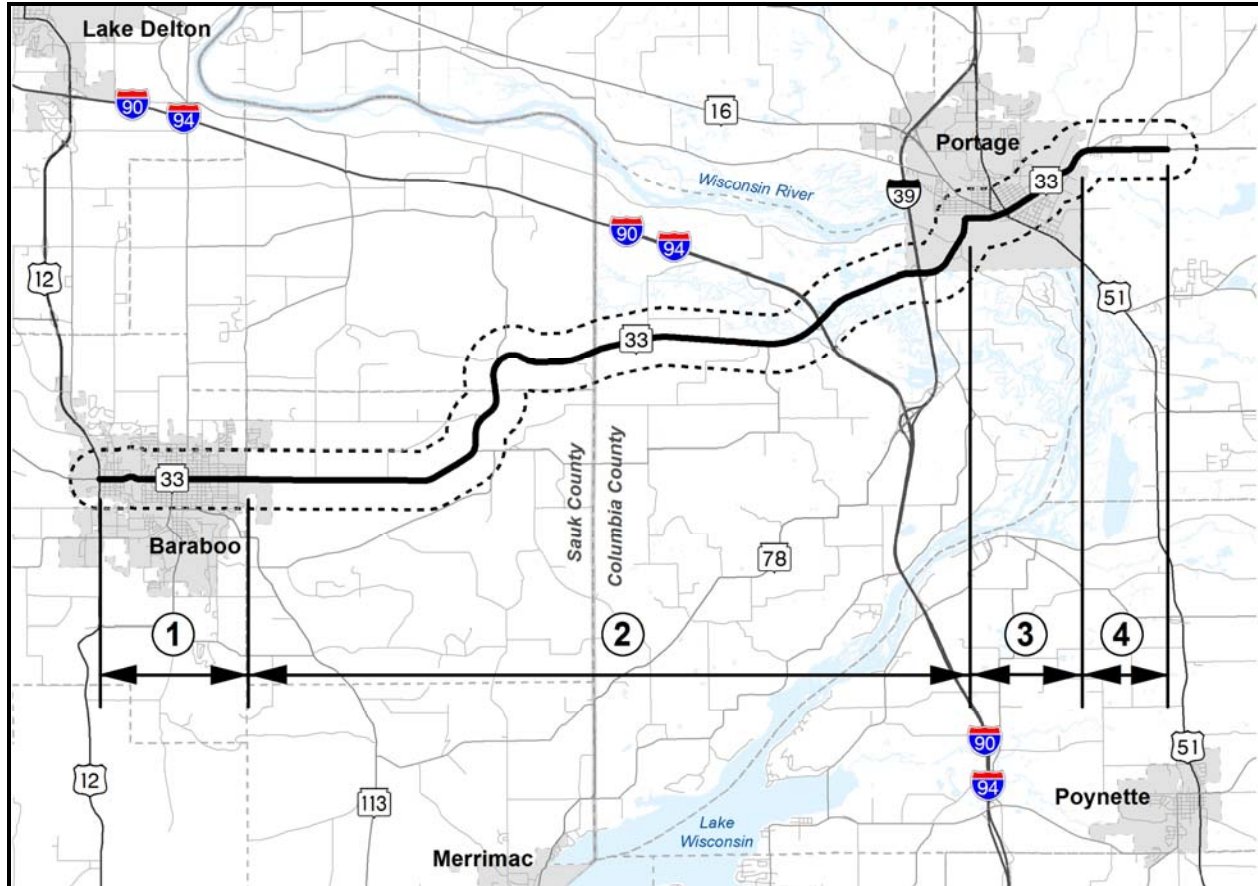 Lake Delton
90
94
16
Portage
33
Wisconsin River
39
90
94
12
51
33
33
Baraboo
Sauk County
Columbia County
78
1
2
3
4
12
113
90
94
51
Poynette
Lake
Wisconsin
Merrimac